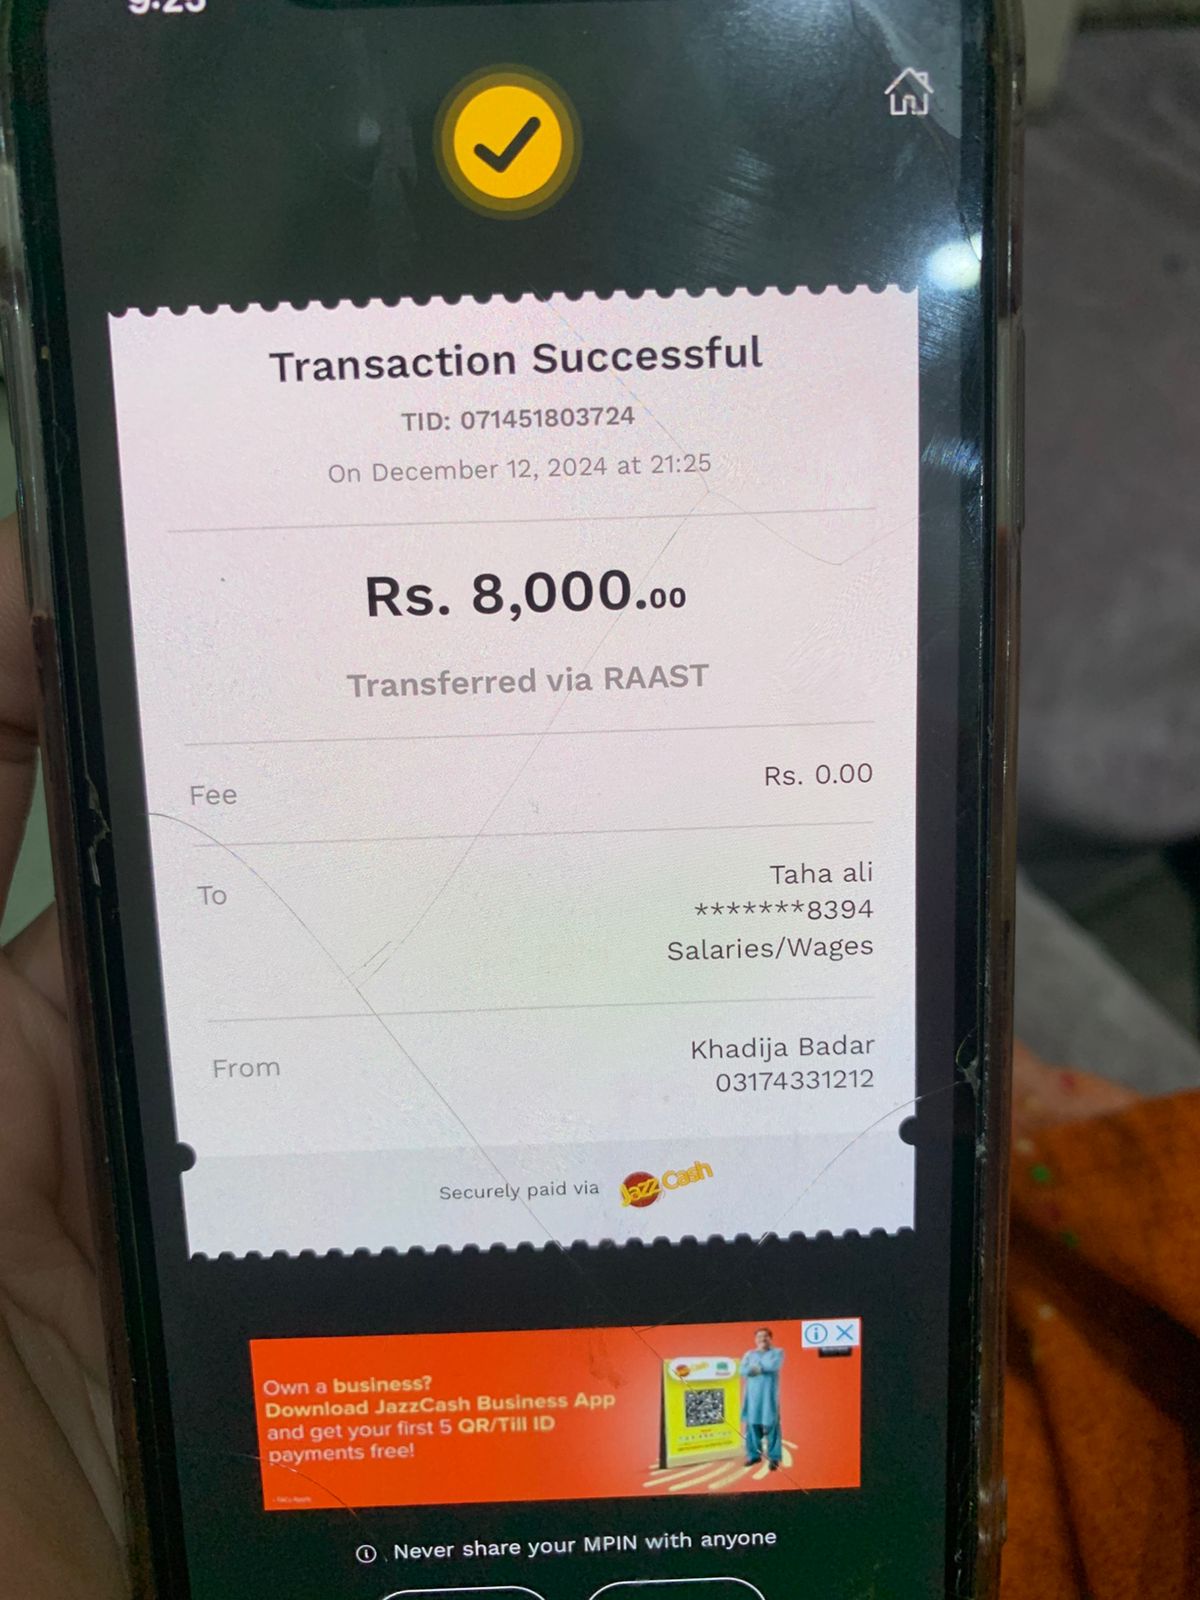 9:25
Transaction Successful
TID: 071451803724
On December 12, 2024 at 21:25
Rs. 8,000.00
Transferred via RAAST
Fee
Rs. 0.00
To
Taha ali
*******8394
Salaries/Wages
From
Khadija Badar
03174331212
Securely paid via JazzCash
Own a business?
Download JazzCash Business App
and get your first 5 QR/Till ID
payments free!
Never share your MPIN with anyone